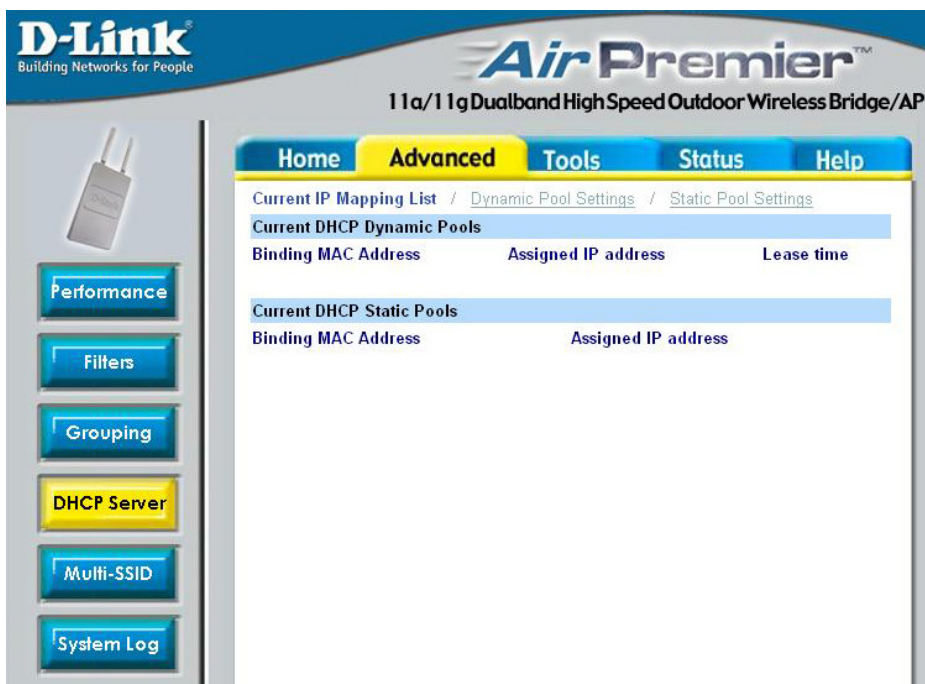 D-Link®
Building Networks for People
AirPremier™
11a/11g Dualband High Speed Outdoor Wireless Bridge/AP
D-Link
Home Advanced Tools Status Help
Current IP Mapping List / Dynamic Pool Settings / Static Pool Settings
Current DHCP Dynamic Pools
Binding MAC Address Assigned IP address Lease time
Current DHCP Static Pools
Binding MAC Address Assigned IP address
Performance
Filters
Grouping
DHCP Server
Multi-SSID
System Log